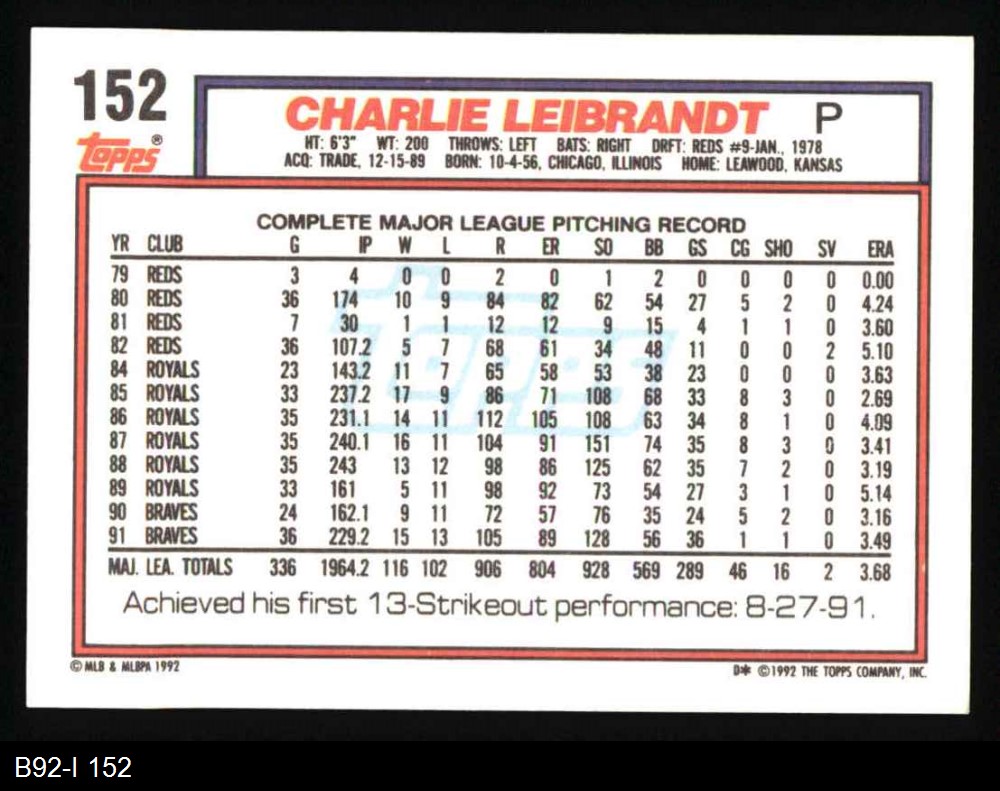 152
Topps®
CHARLIE LEIBRANDT P
HT: 6'3" WT: 200 THROWS: LEFT BATS: RIGHT DRFT: REDS #9-JAN., 1978
ACQ: TRADE, 12-15-89 BORN: 10-4-56, CHICAGO, ILLINOIS HOME: LEAWOOD, KANSAS
COMPLETE MAJOR LEAGUE PITCHING RECORD
YR CLUB G IP W L R ER SO BB GS CG SHO SV ERA
79 REDS 3 4 0 0 2 0 1 2 0 0 0 0 0.00
80 REDS 36 174 10 9 84 82 62 54 27 5 2 0 4.24
81 REDS 7 30 1 1 12 12 9 15 4 1 1 0 3.60
82 REDS 36 107.2 5 7 68 61 34 48 11 0 0 2 5.10
84 ROYALS 23 143.2 11 7 65 58 53 38 23 0 0 0 3.63
85 ROYALS 33 237.2 17 9 86 71 108 68 33 8 3 0 2.69
86 ROYALS 35 231.1 14 11 112 105 108 63 34 8 1 0 4.09
87 ROYALS 35 240.1 16 11 104 91 151 74 35 8 3 0 3.41
88 ROYALS 35 243 13 12 98 86 125 62 35 7 2 0 3.19
89 ROYALS 33 161 5 11 98 92 73 54 27 3 1 0 5.14
90 BRAVES 24 162.1 9 11 72 57 76 35 24 5 2 0 3.16
91 BRAVES 36 229.2 15 13 105 89 128 56 36 1 1 0 3.49
MAJ. LEA. TOTALS 336 1964.2 116 102 906 804 928 569 289 46 16 2 3.68
Topps
Achieved his first 13-Strikeout performance: 8-27-91.
© MLB & MLBPA 1992
D* ©1992 THE TOPPS COMPANY, INC.
B92-I 152